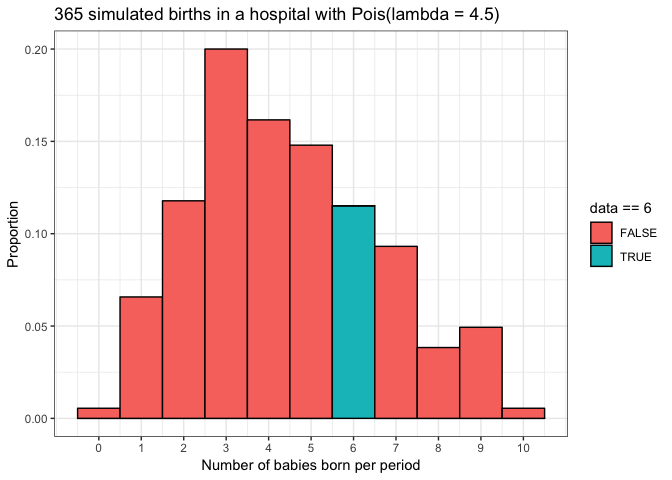 365 simulated births in a hospital with Pois(lambda = 4.5)
0.20
0.15
0.10
0.05
0.00
Proportion
0 1 2 3 4 5 6 7 8 9 10
Number of babies born per period
data == 6
FALSE
TRUE